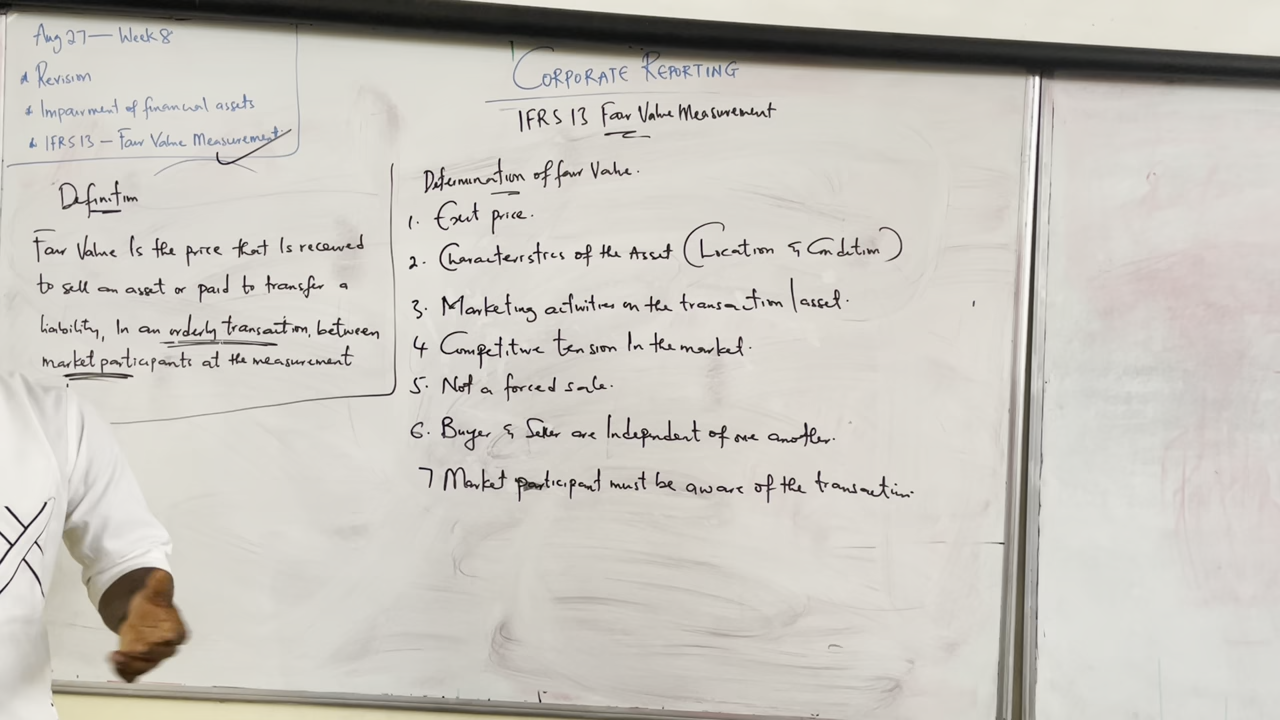 Aug 27 — Week 8
* Revision
* Impairment of financial assets
* IFRS 13 – Fair Value Measurement
CORPORATE REPORTING
IFRS 13 Fair Value Measurement
Definition
Fair Value Is the price that Is received
to sell an asset or paid to transfer a
liability, In an orderly transaction, between
market participants at the measurement
Determination of fair Value.
1. Exit price.
2. Characteristics of the Asset (Location & Condition)
3. Marketing activities on the transaction / asset.
4 Competitive tension In the market.
5. Not a forced sale.
6. Buyer & Seller are Independent of one another.
7 Market participant must be aware of the transaction.